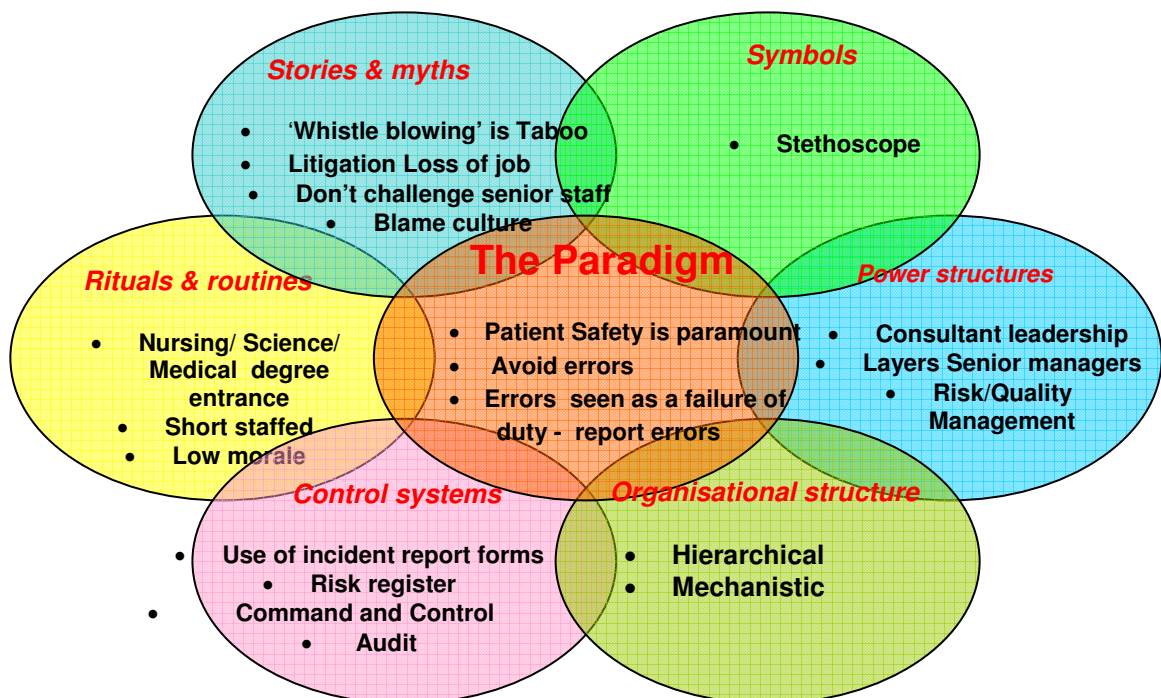 Stories & myths
• ‘Whistle blowing’ is Taboo
• Litigation Loss of job
• Don’t challenge senior staff
• Blame culture
Symbols
• Stethoscope
Rituals & routines
• Nursing/ Science/
Medical degree
entrance
• Short staffed
• Low morale
The Paradigm
• Patient Safety is paramount
• Avoid errors
• Errors seen as a failure of
duty - report errors
Power structures
• Consultant leadership
• Layers Senior managers
• Risk/Quality
Management
Control systems
• Use of incident report forms
• Risk register
• Command and Control
• Audit
Organisational structure
• Hierarchical
• Mechanistic